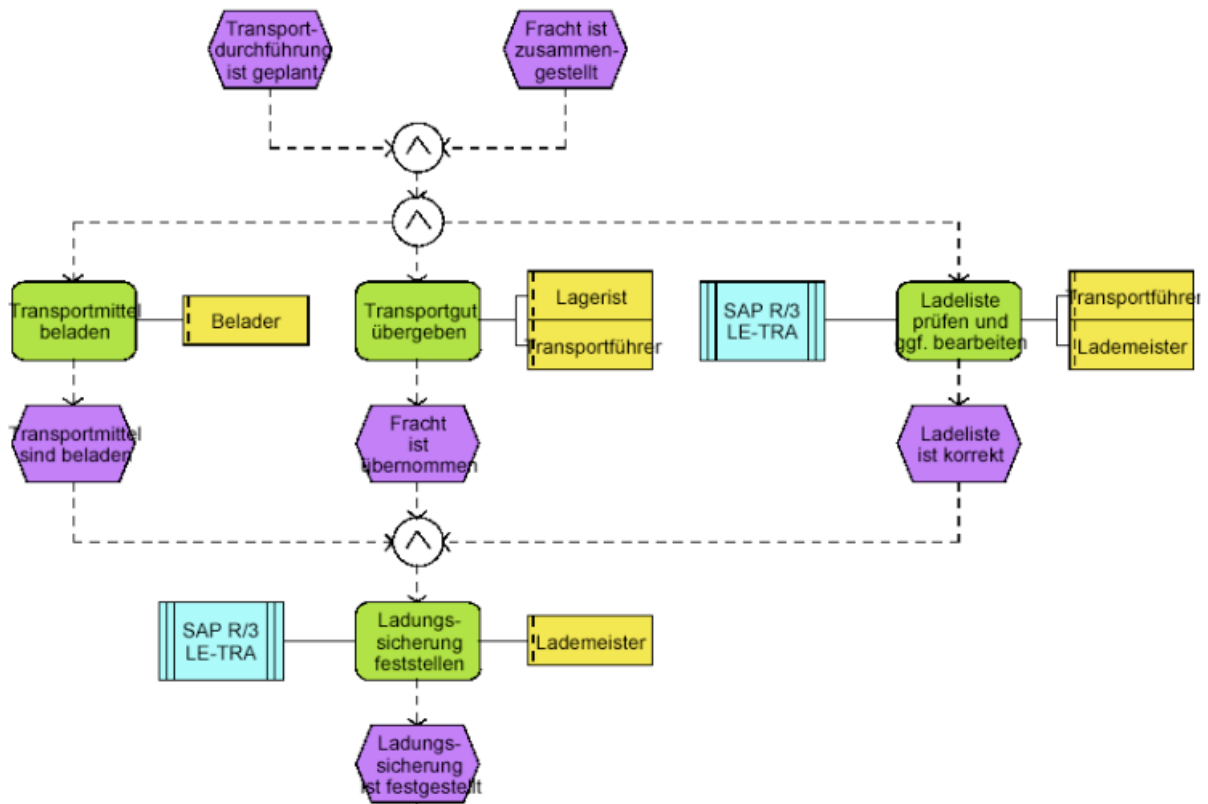 Transport-
durchführung
ist geplant
Fracht ist
zusammen-
gestellt
Transportmittel
beladen
Belader
Transportgut
übergeben
Lagerist
Transportführer
SAP R/3
LE-TRA
Ladeliste
prüfen und
ggf. bearbeiten
Transportführer
Lademeister
Transportmittel
sind beladen
Fracht
ist
übernommen
Ladeliste
ist korrekt
SAP R/3
LE-TRA
Ladungs-
sicherung
feststellen
Lademeister
Ladungs-
sicherung
ist festgestellt